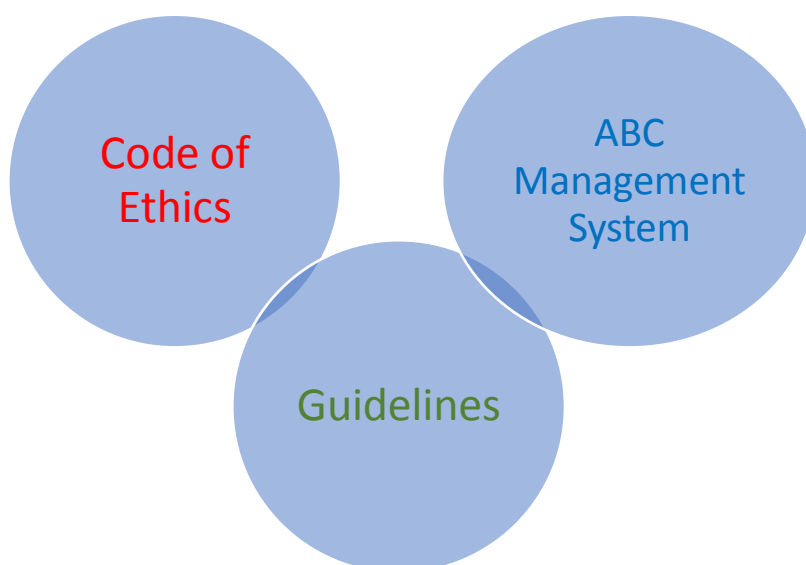 Code of
Ethics
ABC
Management
System
Guidelines